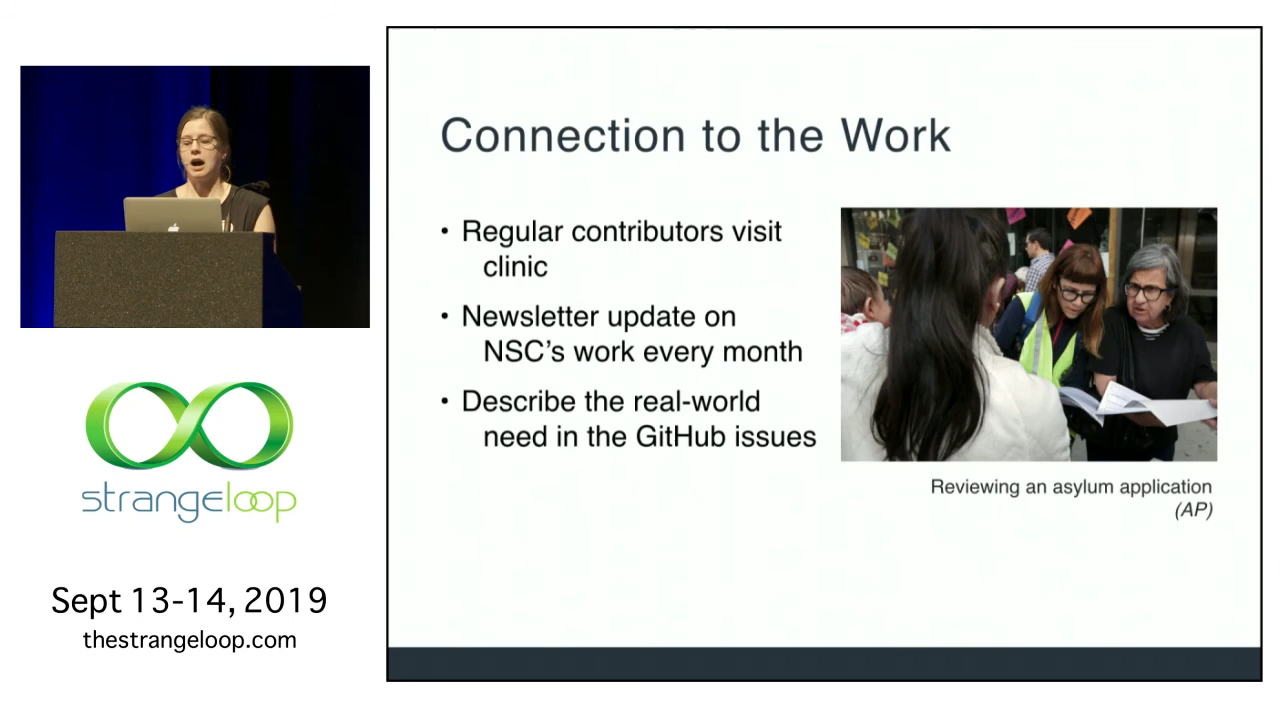 Connection to the Work
• Regular contributors visit
clinic
• Newsletter update on
NSC’s work every month
• Describe the real-world
need in the GitHub issues
Reviewing an asylum application
(AP)
strangeloop
Sept 13-14, 2019
thestrangeloop.com